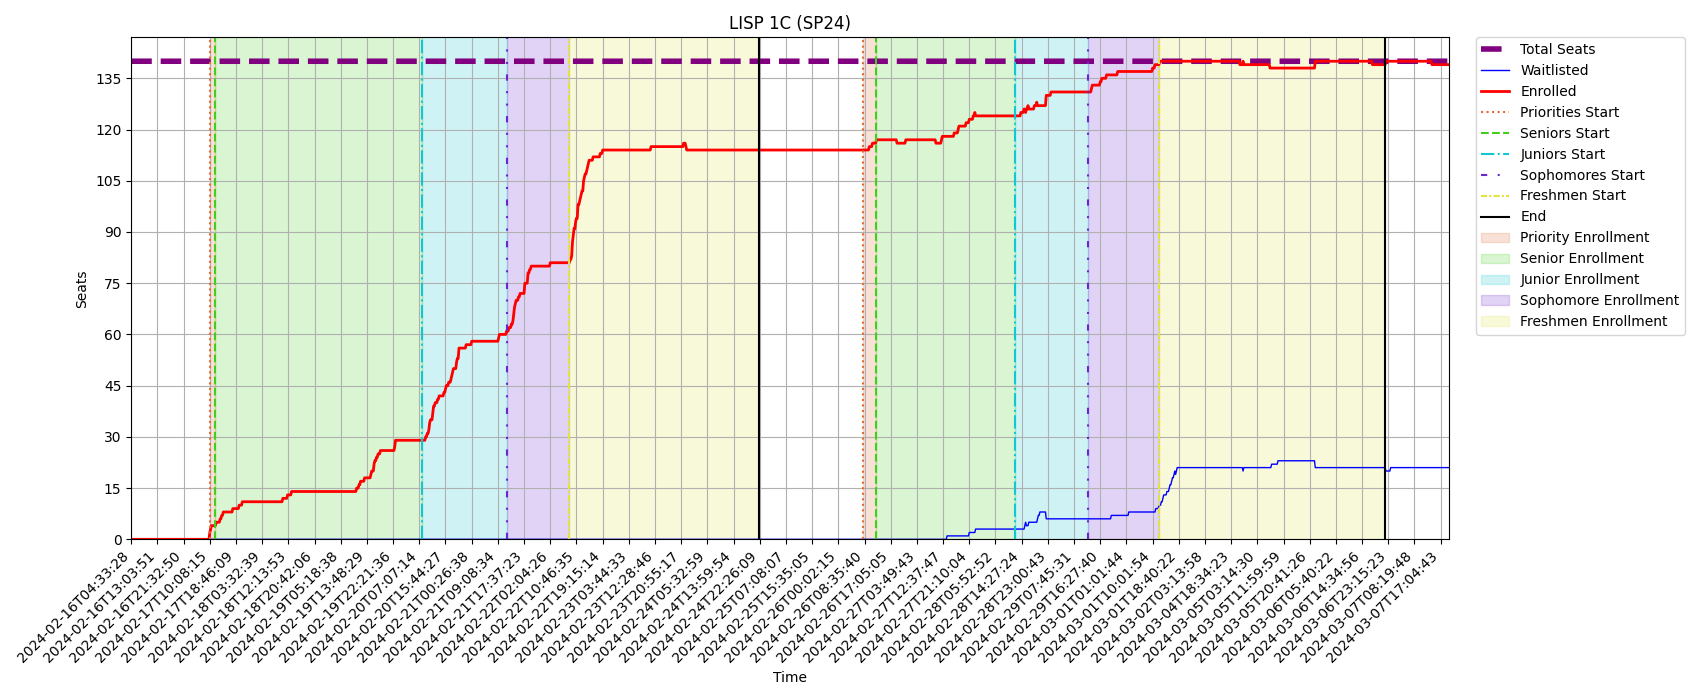 LISP 1C (SP24)
Seats
135
120
105
90
75
60
45
30
15
0
2024-02-16T04:33:28
2024-02-16T13:03:51
2024-02-16T21:32:50
2024-02-17T10:08:15
2024-02-17T18:46:09
2024-02-18T03:32:39
2024-02-18T12:13:53
2024-02-18T20:42:06
2024-02-19T05:18:38
2024-02-19T13:48:29
2024-02-19T22:21:36
2024-02-20T07:07:14
2024-02-20T15:44:27
2024-02-21T00:26:38
2024-02-21T09:08:34
2024-02-21T17:37:23
2024-02-22T02:04:26
2024-02-22T10:46:35
2024-02-22T19:15:14
2024-02-23T03:44:33
2024-02-23T12:28:46
2024-02-23T20:55:17
2024-02-24T05:32:59
2024-02-24T13:59:54
2024-02-24T22:26:09
2024-02-25T07:08:07
2024-02-25T15:35:05
2024-02-26T00:02:15
2024-02-26T08:35:40
2024-02-26T17:05:05
2024-02-27T03:49:43
2024-02-27T12:37:47
2024-02-27T21:10:04
2024-02-28T05:52:52
2024-02-28T14:27:24
2024-02-28T23:00:43
2024-02-29T07:45:31
2024-02-29T16:27:40
2024-03-01T01:01:44
2024-03-01T10:01:54
2024-03-01T18:40:22
2024-03-02T03:13:58
2024-03-04T18:34:23
2024-03-05T03:14:30
2024-03-05T11:59:59
2024-03-05T20:41:26
2024-03-06T05:40:22
2024-03-06T14:34:56
2024-03-06T23:15:23
2024-03-07T08:19:48
2024-03-07T17:04:43
Time
Total Seats
Waitlisted
Enrolled
Priorities Start
Seniors Start
Juniors Start
Sophomores Start
Freshmen Start
End
Priority Enrollment
Senior Enrollment
Junior Enrollment
Sophomore Enrollment
Freshmen Enrollment